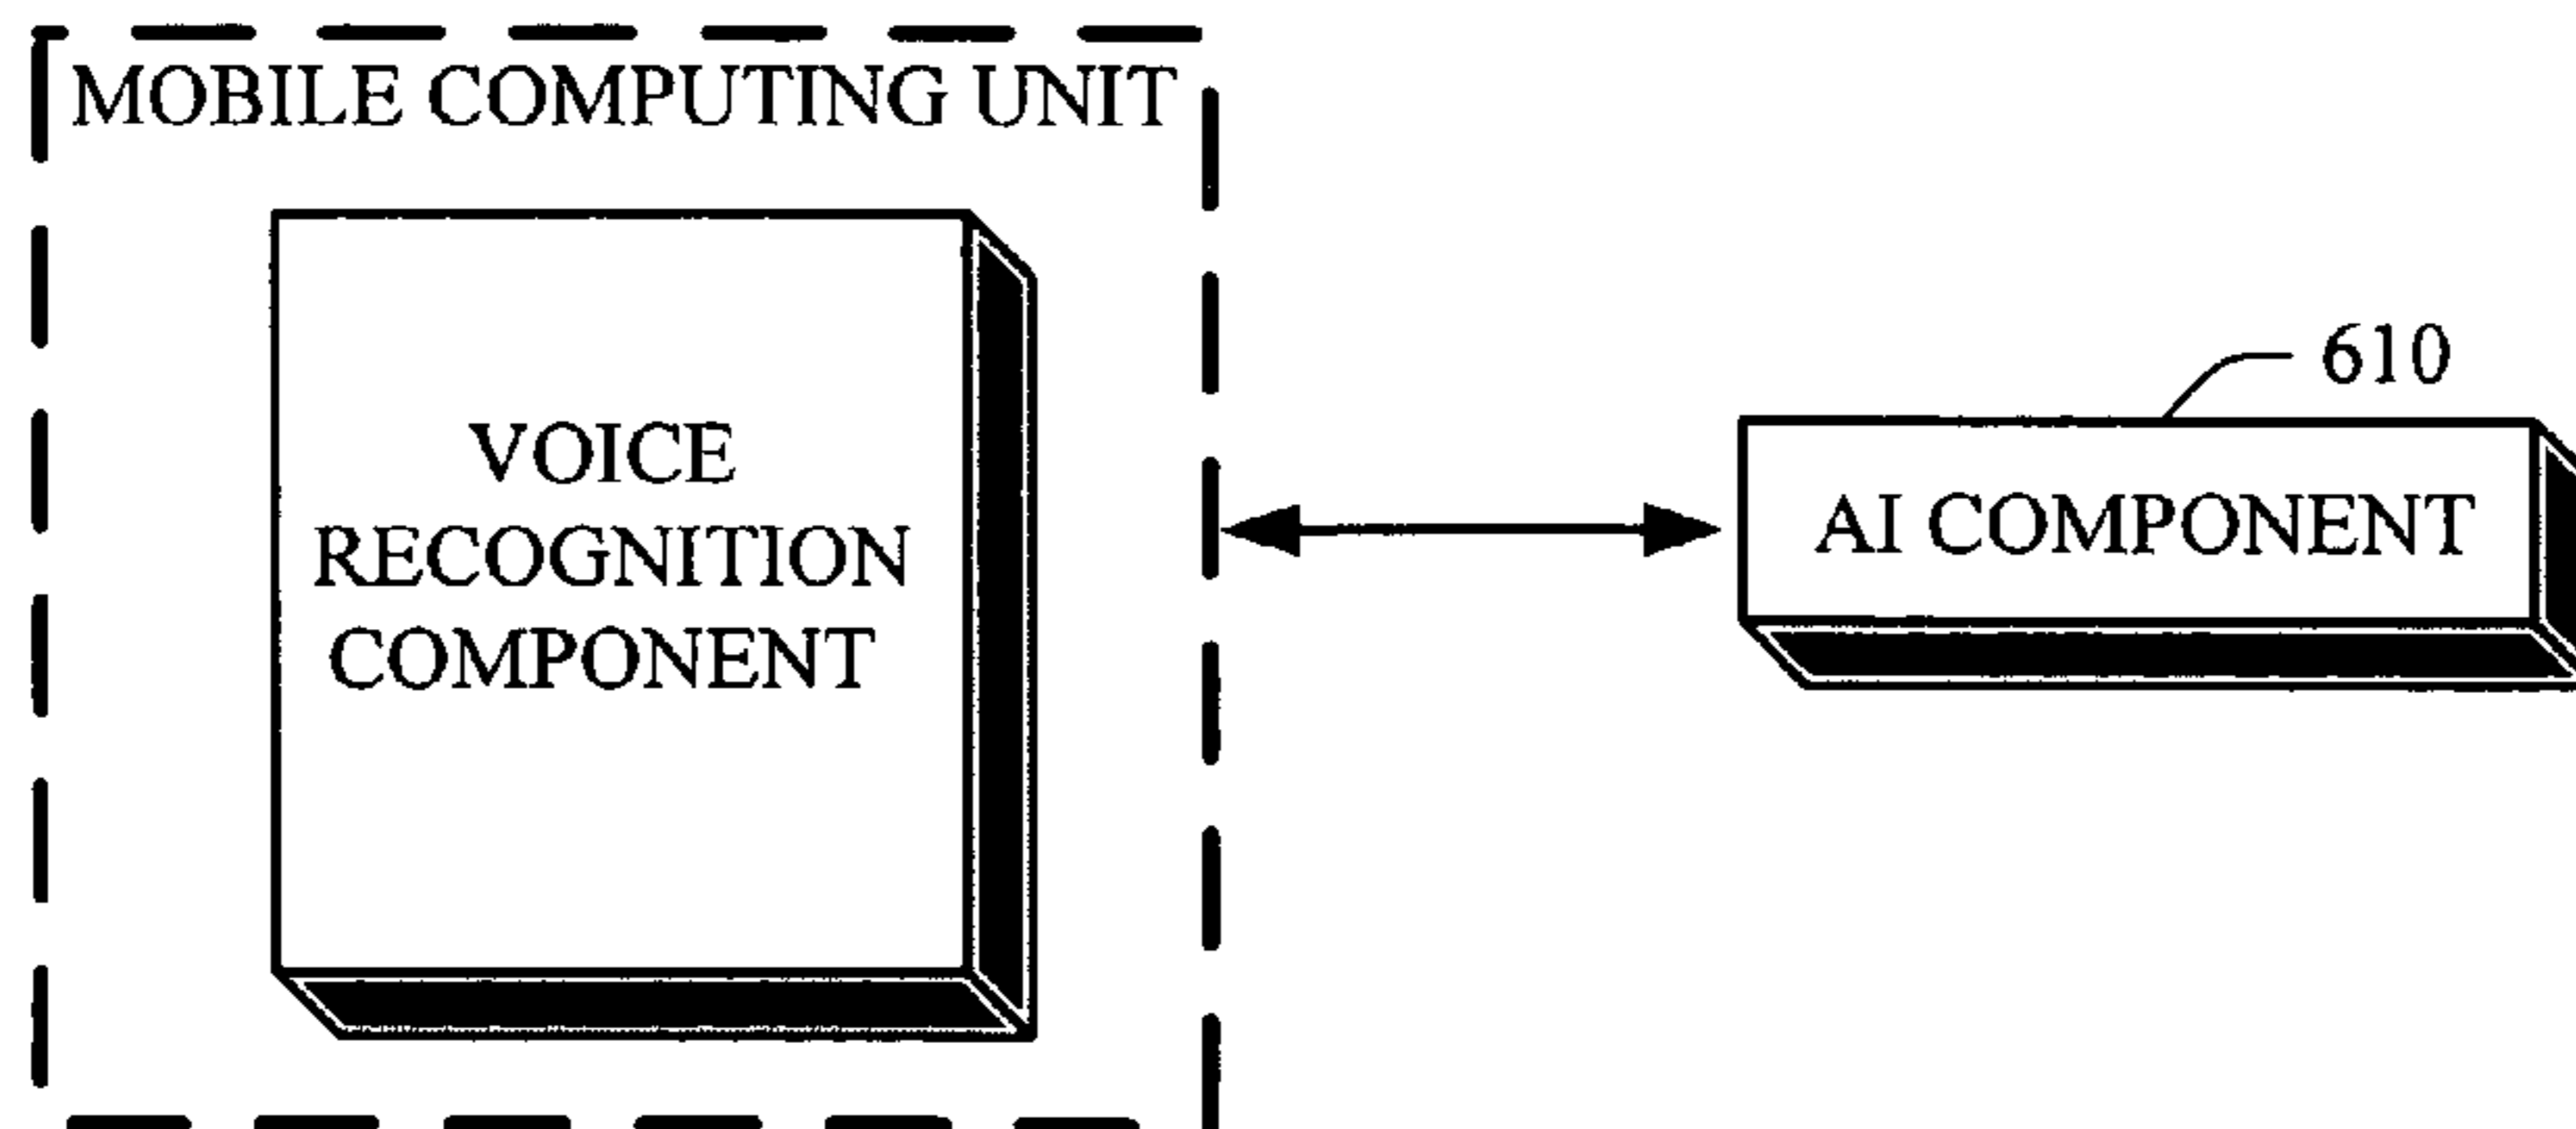 MOBILE COMPUTING UNIT
VOICE
RECOGNITION
COMPONENT
610
AI COMPONENT